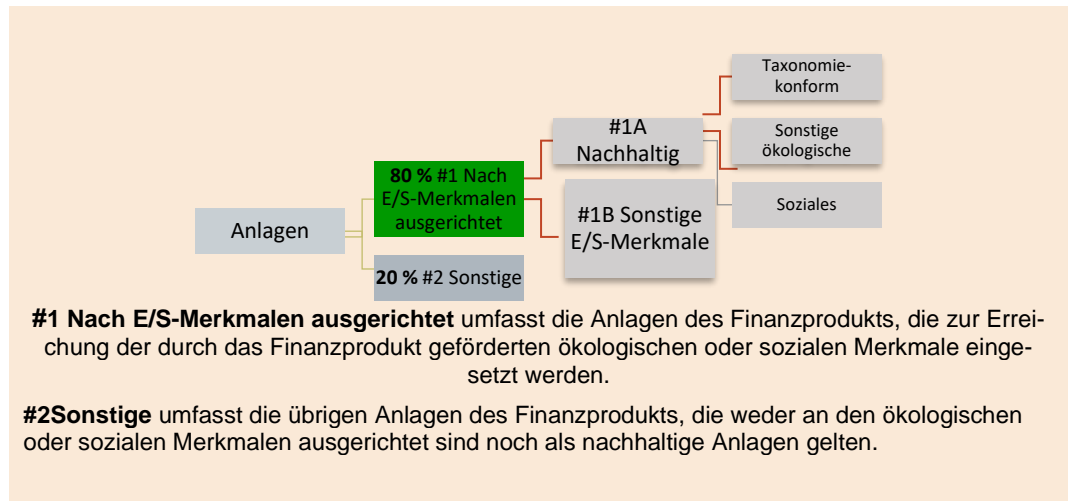 Taxonomie-
konform
#1A
Nachhaltig
Sonstige
ökologische
80 % #1 Nach
E/S-Merkmalen
ausgerichtet
#1B Sonstige
E/S-Merkmale
Soziales
Anlagen
20 % #2 Sonstige
#1 Nach E/S-Merkmalen ausgerichtet umfasst die Anlagen des Finanzprodukts, die zur Errei-
chung der durch das Finanzprodukt geförderten ökologischen oder sozialen Merkmale einge-
setzt werden.
#2Sonstige umfasst die übrigen Anlagen des Finanzprodukts, die weder an den ökologischen
oder sozialen Merkmalen ausgerichtet sind noch als nachhaltige Anlagen gelten.